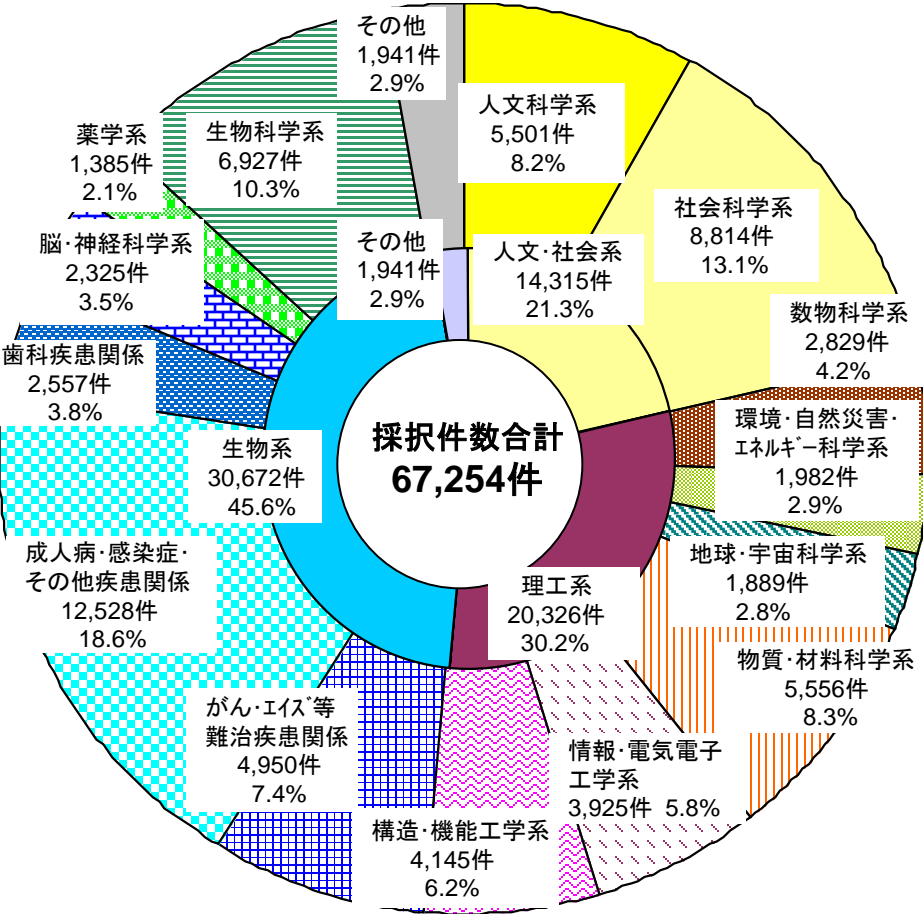 その他
1,941件
2.9%
人文科学系
5,501件
8.2%
社会科学系
8,814件
13.1%
数物科学系
2,829件
4.2%
環境･自然災害･
エネルギー科学系
1,982件
2.9%
地球･宇宙科学系
1,889件
2.8%
物質･材料科学系
5,556件
8.3%
情報･電気電子
工学系
3,925件 5.8%
構造･機能工学系
4,145件
6.2%
がん･エイズ等
難治疾患関係
4,950件
7.4%
成人病･感染症･
その他疾患関係
12,528件
18.6%
歯科疾患関係
2,557件
3.8%
脳･神経科学系
2,325件
3.5%
薬学系
1,385件
2.1%
生物科学系
6,927件
10.3%
その他
1,941件
2.9%
人文･社会系
14,315件
21.3%
理工系
20,326件
30.2%
生物系
30,672件
45.6%
採択件数合計
67,254件